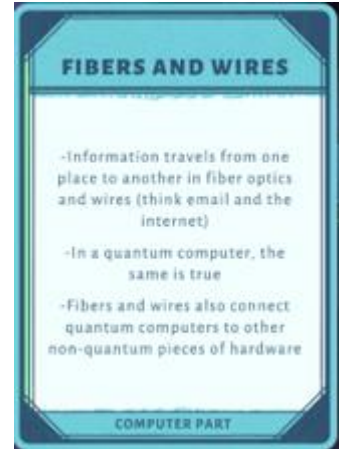 FIBERS AND WIRES
-Information travels from one
place to another in fiber optics
and wires (think email and the
internet)
-In a quantum computer, the
same is true
-Fibers and wires also connect
quantum computers to other
non-quantum pieces of hardware
COMPUTER PART